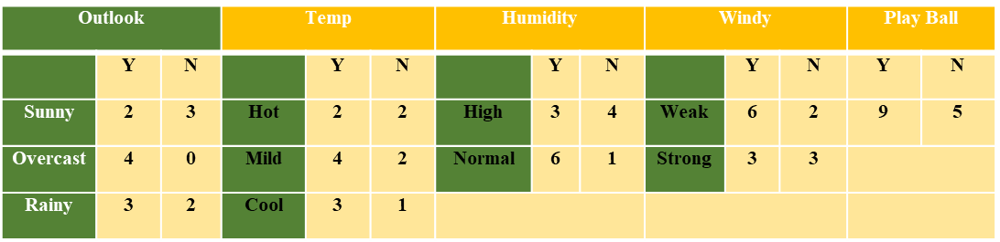 Outlook Temp Humidity Windy Play Ball
Y N Y N Y N Y N Y N
Sunny 2 3 Hot 2 2 High 3 4 Weak 6 2 9 5
Overcast 4 0 Mild 4 2 Normal 6 1 Strong 3 3
Rainy 3 2 Cool 3 1